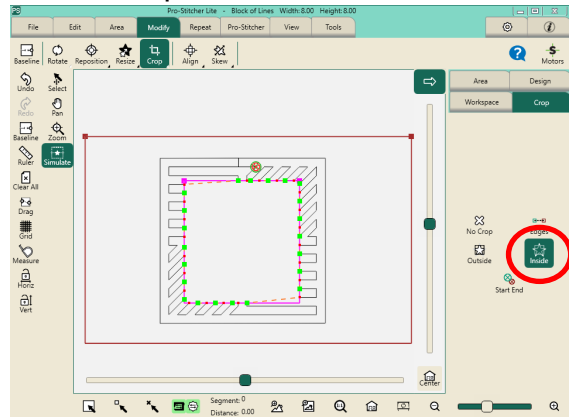 Pro-Stitcher Lite - Block of Lines Width:8.00 Height:8.00
File Edit Area Modify Repeat Pro-Stitcher View Tools
Baseline Rotate Reposition Resize Crop Align Skew Motors
Undo Select
Redo Pan
Baseline Zoom
Ruler Simulate
Clear All
Drag
Grid
Measure
Horiz
Vert
Area Design
Workspace Crop
No Crop Edges
Outside Inside
Start End
Center
Segment: 0
Distance: 0.00
1:1